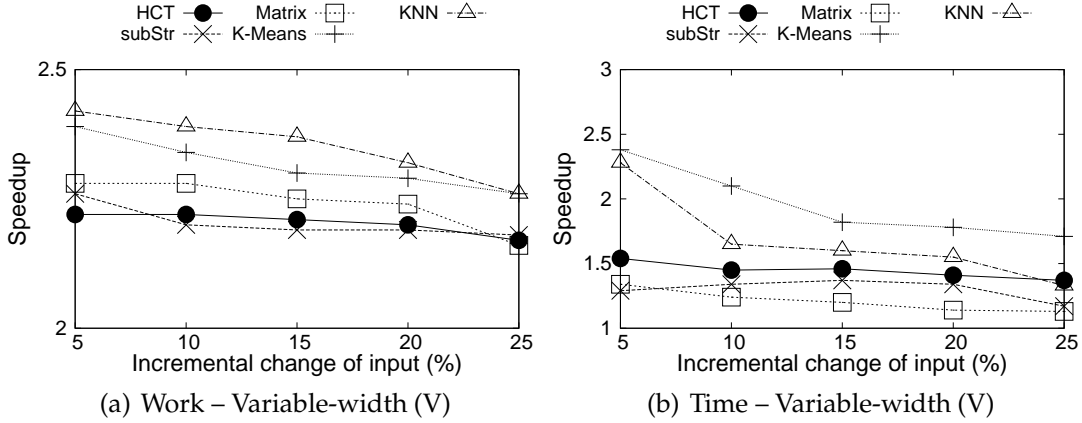 HCT Matrix KNN
subStr K-Means
2.5
2
Speedup
5 10 15 20 25
Incremental change of input (%)
(a) Work – Variable-width (V)
HCT Matrix KNN
subStr K-Means
3
2.5
2
1.5
1
Speedup
5 10 15 20 25
Incremental change of input (%)
(b) Time – Variable-width (V)